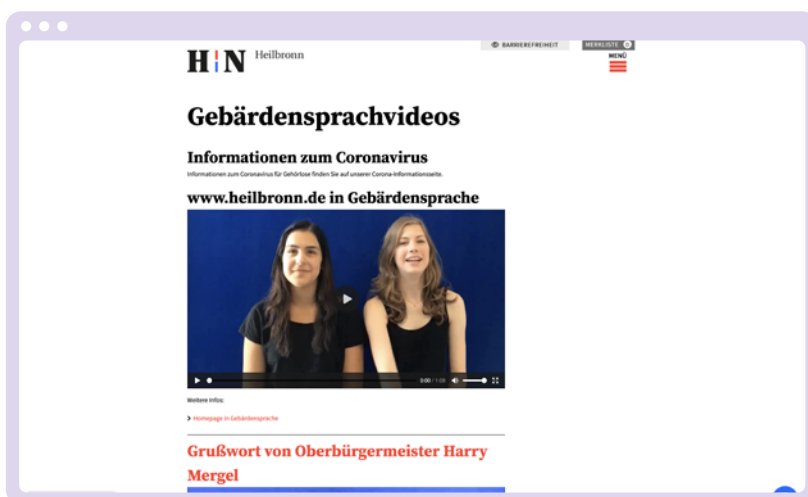 BARRIEREFREIHEIT
MERKLISTE 0
H¦N Heilbronn
MENÜ
Gebärdensprachvideos
Informationen zum Coronavirus
Informationen zum Coronavirus für Gehörlose finden Sie auf unserer Corona-Informationsseite.
www.heilbronn.de in Gebärdensprache
0:00 / 1:08
Weitere Infos:
Homepage in Gebärdensprache
Grußwort von Oberbürgermeister Harry
Mergel